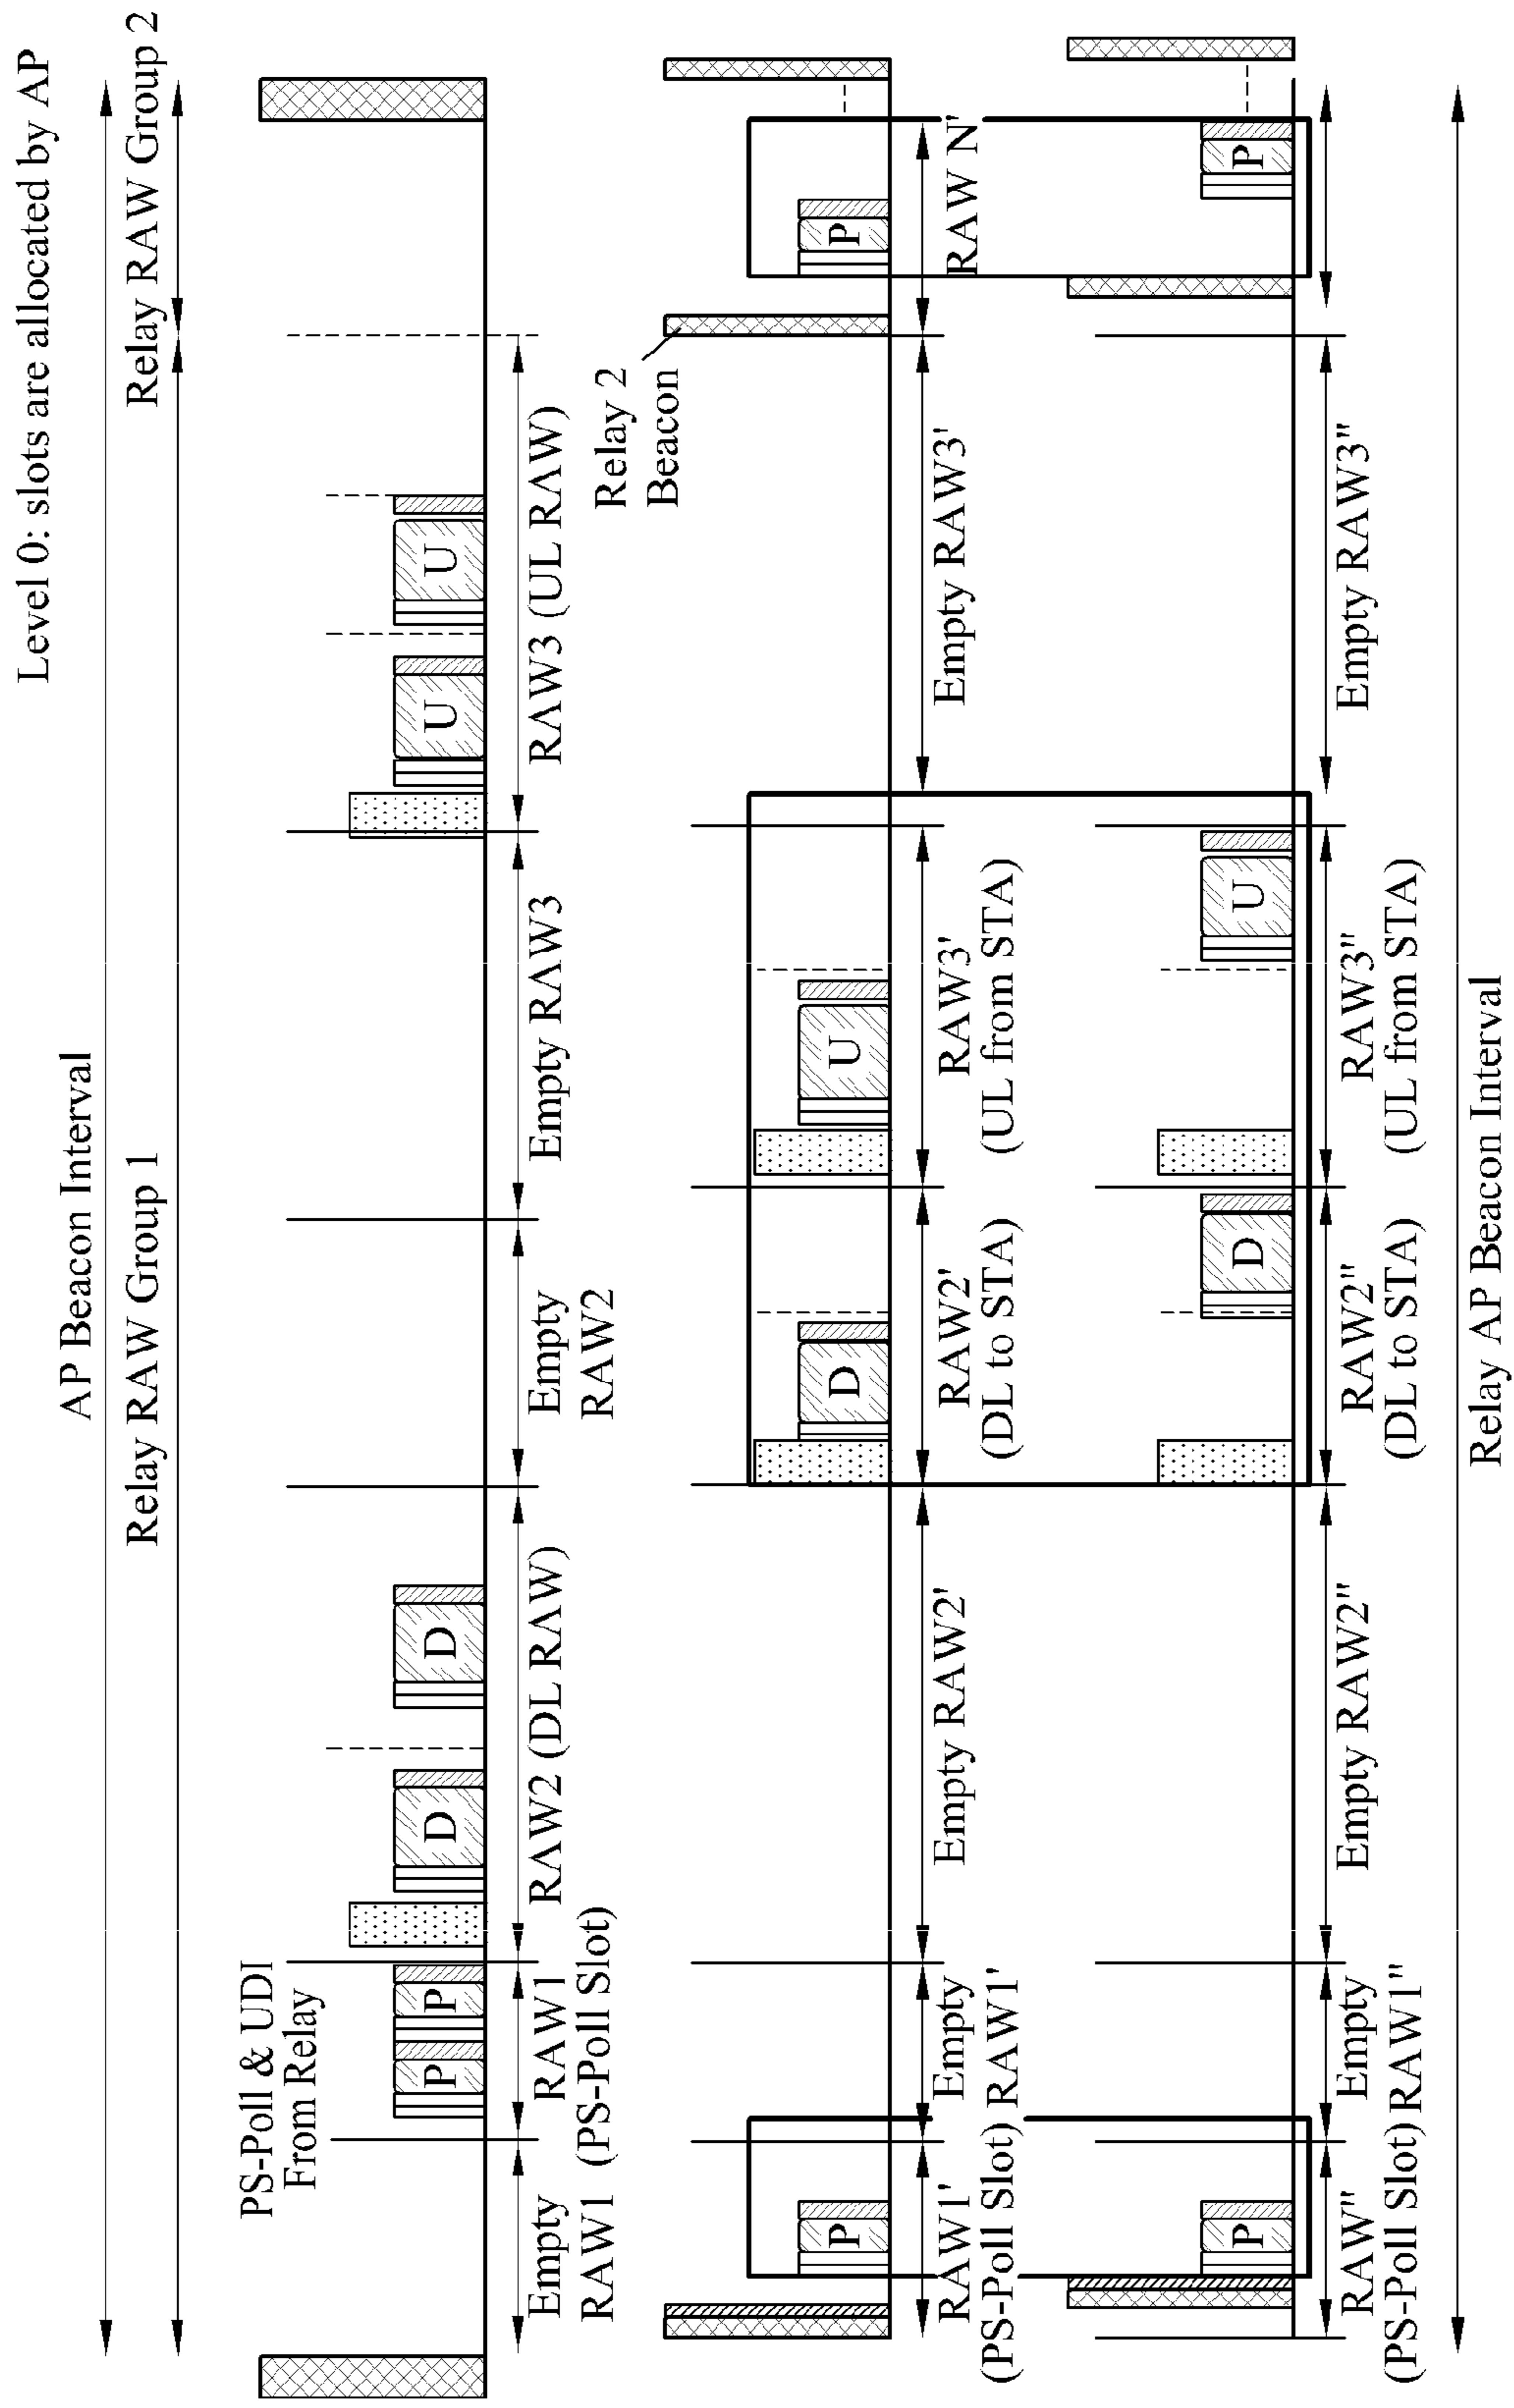 Level 0: slots are allocated by AP
AP Beacon Interval
Relay RAW Group 1
Relay RAW Group 2
PS-Poll & UDI
From Relay
P
P
D
D
U
U
Empty
RAW1
RAW1
(PS-Poll Slot)
RAW2 (DL RAW)
Empty
RAW2
Empty RAW3
RAW3 (UL RAW)
Relay 2
Beacon
P
D
U
P
RAW1'
(PS-Poll Slot)
Empty
RAW1'
Empty RAW2'
RAW2'
(DL to STA)
RAW3'
(UL from STA)
Empty RAW3'
RAW N'
P
D
U
P
RAW"
(PS-Poll Slot)
Empty
RAW1"
Empty RAW2"
RAW2"
(DL to STA)
RAW3"
(UL from STA)
Empty RAW3"
Relay AP Beacon Interval